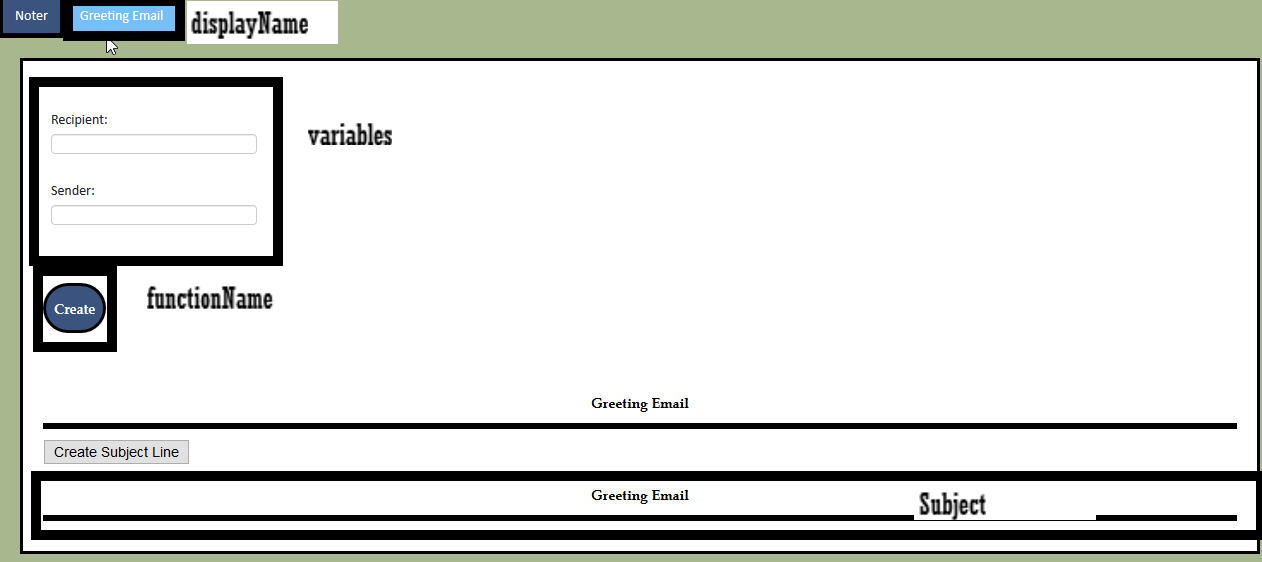 Noter
Greeting Email
displayName
Recipient:
variables
Sender:
Create
functionName
Greeting Email
Create Subject Line
Greeting Email
Subject